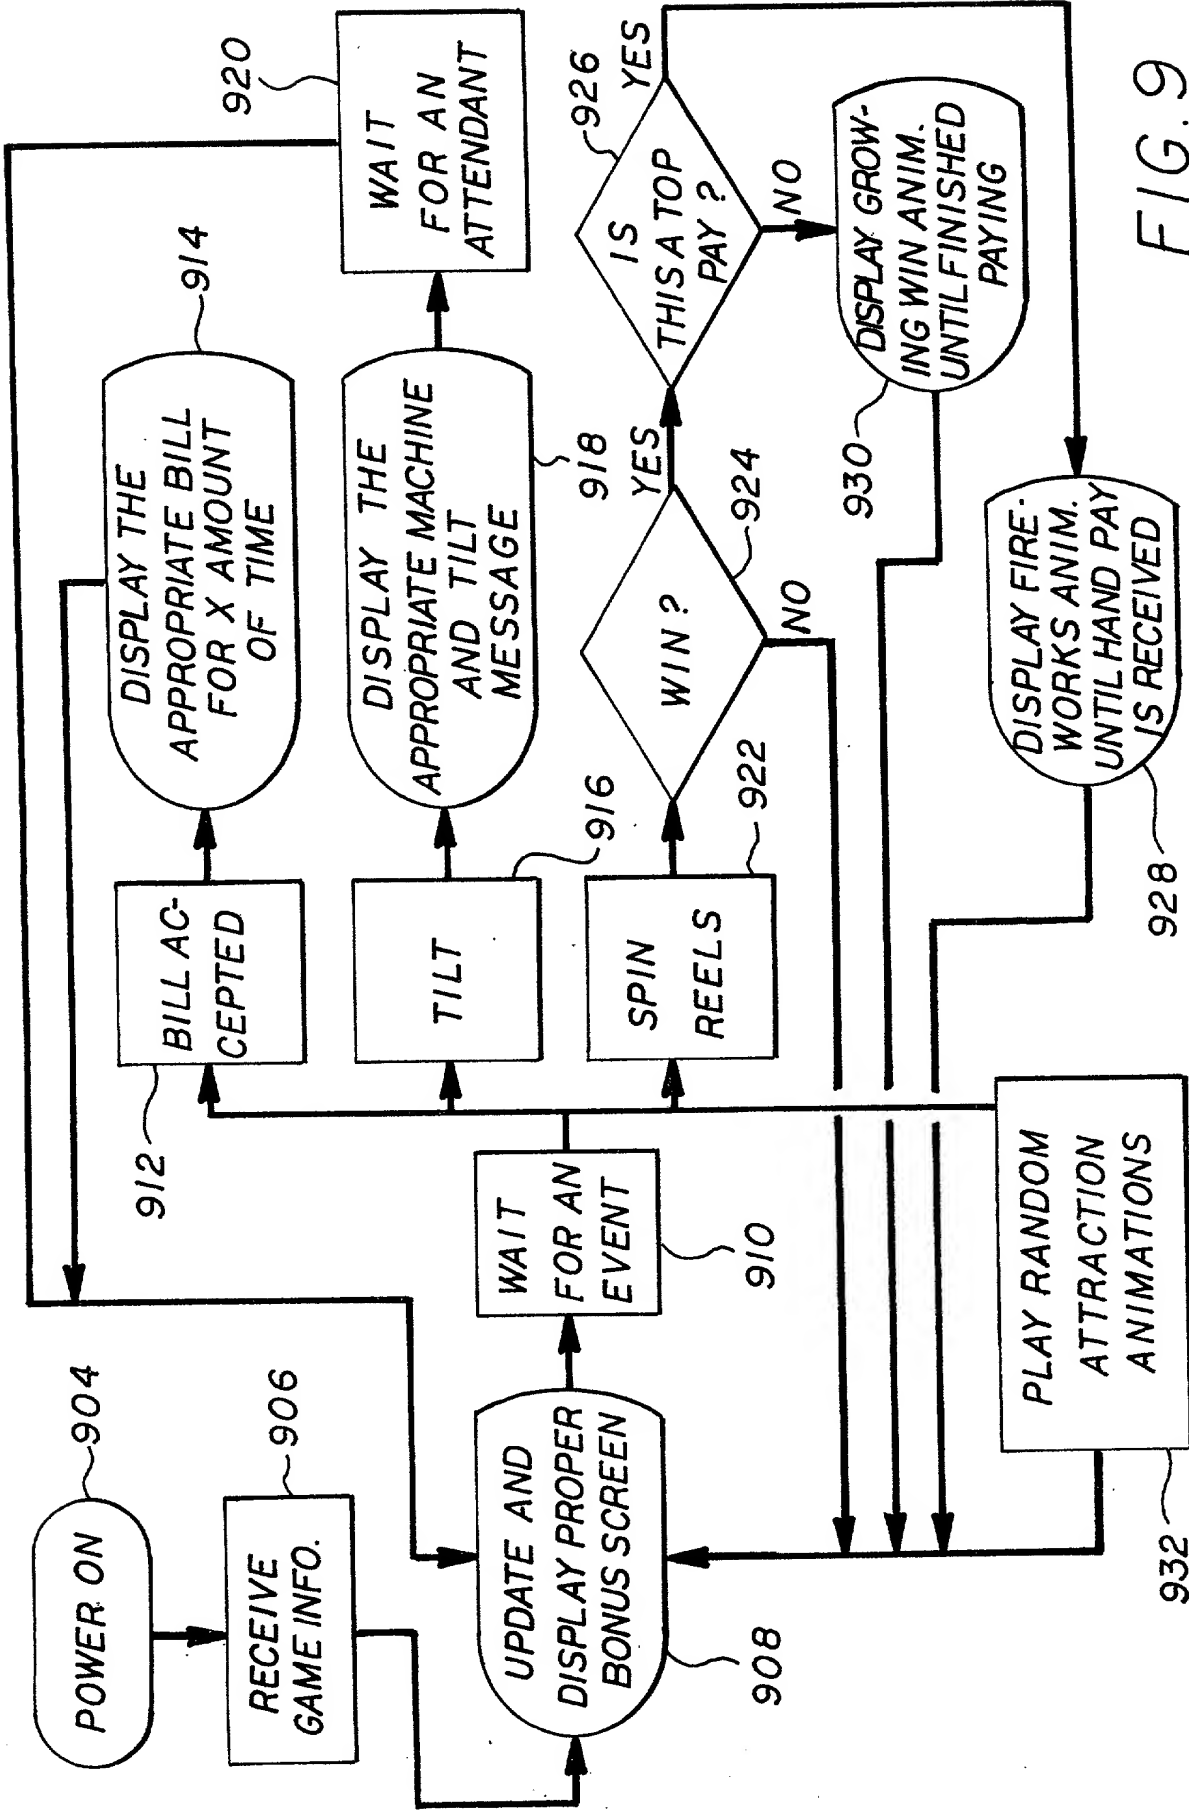 POWER ON
904
RECEIVE
GAME INFO.
906
UPDATE AND
DISPLAY PROPER
BONUS SCREEN
908
WAIT
FOR AN
EVENT
910
BILL AC-
CEPTED
912
DISPLAY THE
APPROPRIATE BILL
FOR X AMOUNT
OF TIME
914
TILT
916
DISPLAY THE
APPROPRIATE MACHINE
AND TILT
MESSAGE
918
WAIT
FOR AN
ATTENDANT
920
SPIN
REELS
922
WIN?
924
YES
NO
IS
THIS A TOP
PAY?
926
YES
NO
DISPLAY GROW-
ING WIN ANIM.
UNTIL FINISHED
PAYING
930
DISPLAY FIRE-
WORKS ANIM.
UNTIL HAND PAY
IS RECEIVED
928
PLAY RANDOM
ATTRACTION
ANIMATIONS
932
FIG. 9